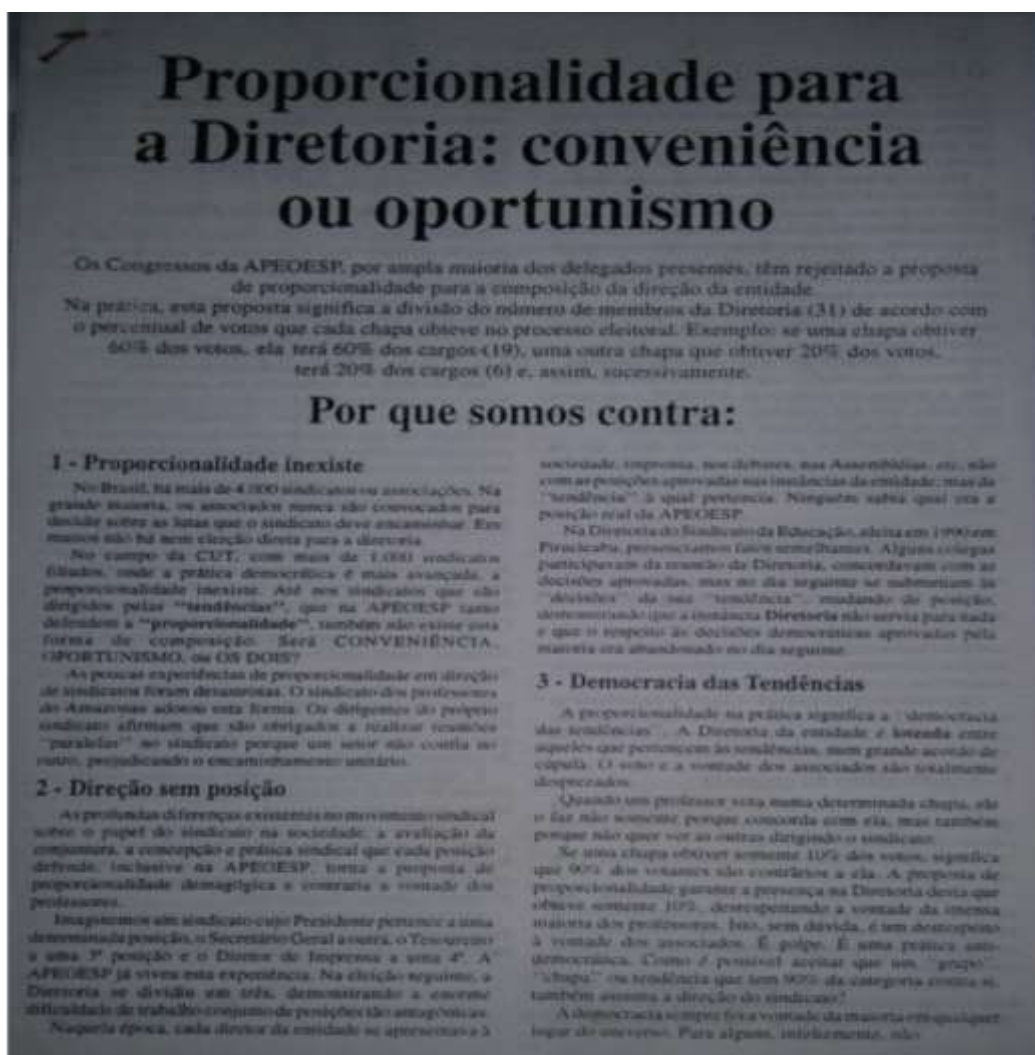 Proporcionalidade para
a Diretoria: conveniência
ou oportunismo
Os Congressos da APEOESP, por ampla maioria dos delegados presentes, têm rejeitado a proposta
de proporcionalidade para a composição da direção da entidade.
Na prática, esta proposta significa a divisão do número de membros da Diretoria (31) de acordo com
o percentual de votos que cada chapa obteve no processo eleitoral. Exemplo: se uma chapa obtiver
60% dos votos, ela terá 60% dos cargos (19), uma outra chapa que obtiver 20% dos votos,
terá 20% dos cargos (6) e, assim, sucessivamente.
Por que somos contra:
1 - Proporcionalidade inexiste
No Brasil, há mais de 4.000 sindicatos ou associações. Na
grande maioria, os associados nunca são convocados para
decidir sobre as lutas que o sindicato deve encaminhar. Em
muitos não há nem eleição direta para a diretoria.
No campo da CUT, com mais de 1.000 sindicatos
filiados, onde a prática democrática é mais avançada, a
proporcionalidade inexiste. Até nos sindicatos que são
dirigidos pelas "tendências", que na APEOESP tanto
defendem a "proporcionalidade", também não existe esta
forma de composição. Será CONVENIÊNCIA,
OPORTUNISMO, ou OS DOIS?
As poucas experiências de proporcionalidade em direção
de sindicatos foram desastrosas. O sindicato dos professores
do Amazonas adotou esta forma. Os dirigentes do próprio
sindicato afirmam que são obrigados a realizar reuniões
"paralelas" no sindicato porque um setor não confia no
outro, prejudicando o encaminhamento unitário.
2 - Direção sem posição
As profundas diferenças existentes no movimento sindical
sobre o papel do sindicato na sociedade, a avaliação da
conjuntura, a concepção e prática sindical que cada posição
defende, inclusive na APEOESP, torna a proposta de
proporcionalidade demagógica e contraria a vontade dos
professores.
Imaginemos um sindicato cujo Presidente pertence a uma
determinada posição, o Secretário Geral a outra, o Tesoureiro
a uma 3ª posição e o Diretor de Imprensa a uma 4ª. A
APEOESP já viveu esta experiência. Na eleição seguinte, a
Diretoria se dividiu em três, demonstrando a enorme
dificuldade de trabalho conjunto de posições tão antagônicas.
Naquela época, cada diretor da entidade se apresentava à
sociedade, imprensa, nos debates, nas Assembléias, etc, não
com as posições aprovadas nas instâncias da entidade, mas da
"tendência" à qual pertencia. Ninguém sabia qual era a
posição real da APEOESP.
Na Diretoria do Sindicato da Educação, eleita em 1990 em
Piracicaba, presenciamos fatos semelhantes. Alguns colegas
participavam da reunião da Diretoria, concordavam com as
decisões aprovadas, mas no dia seguinte se submetiam às
"decisões" da sua "tendência", mudando de posição,
demonstrando que a instância Diretoria não servia para nada
e que o respeito às decisões democráticas aprovadas pela
maioria era abandonado no dia seguinte.
3 - Democracia das Tendências
A proporcionalidade na prática significa a "democracia
das tendências". A Diretoria da entidade é loteada entre
aqueles que pertencem às tendências, num grande acordo de
cúpula. O voto e a vontade dos associados são totalmente
desprezados.
Quando um professor vota numa determinada chapa, ele
o faz não somente porque concorda com ela, mas também
porque não quer ver as outras dirigindo o sindicato.
Se uma chapa obtiver somente 10% dos votos, significa
que 90% dos votantes são contrários a ela. A proposta de
proporcionalidade garante a presença na Diretoria desta que
obteve somente 10%, desrespeitando a vontade da imensa
maioria dos professores. Isto, sem dúvida, é um desrespeito
à vontade dos associados. É golpe. É uma prática anti-
democrática. Como é possível aceitar que um "grupo",
"chapa" ou tendência que tem 90% da categoria contra si,
também assuma a direção do sindicato?
A democracia sempre foi a vontade da maioria em qualquer
lugar do universo. Para alguns, infelizmente, não.